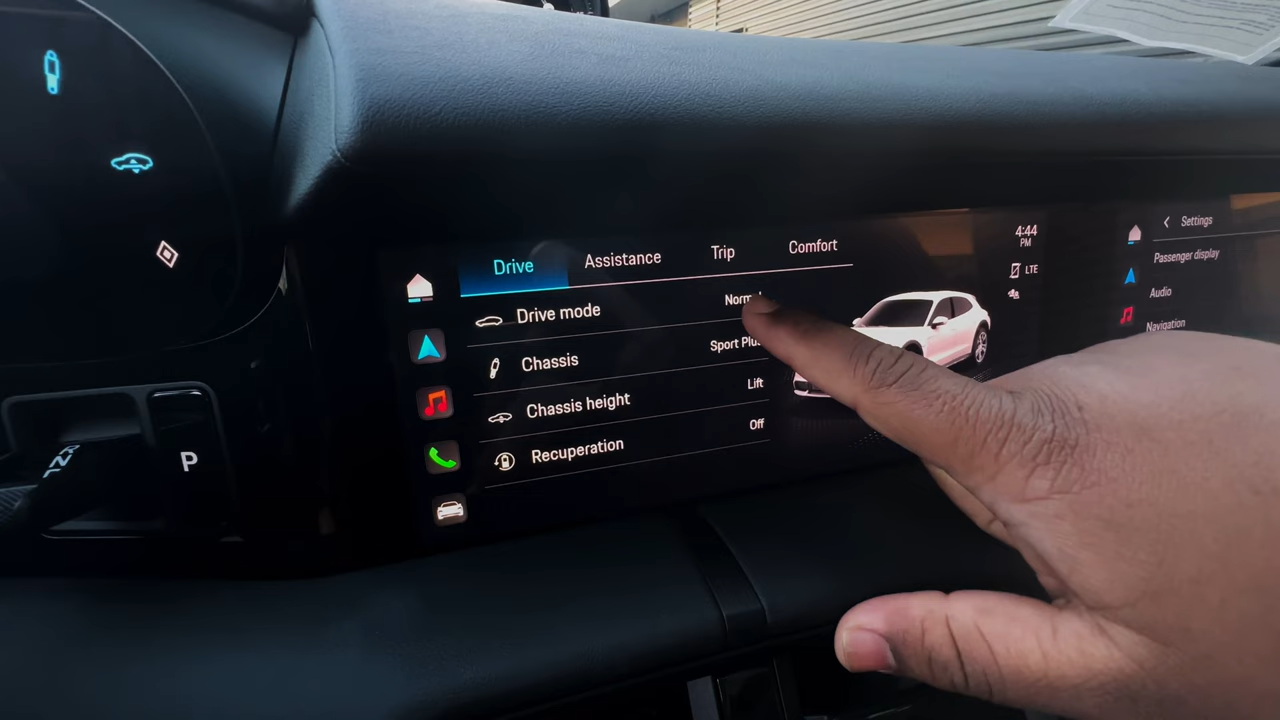 Drive
Assistance
Trip
Comfort
Drive mode
Chassis
Sport
Chassis height
Lift
Recuperation
Off
4:44
PM
LTE
Settings
Passenger display
Audio
Navigation
P
R
N